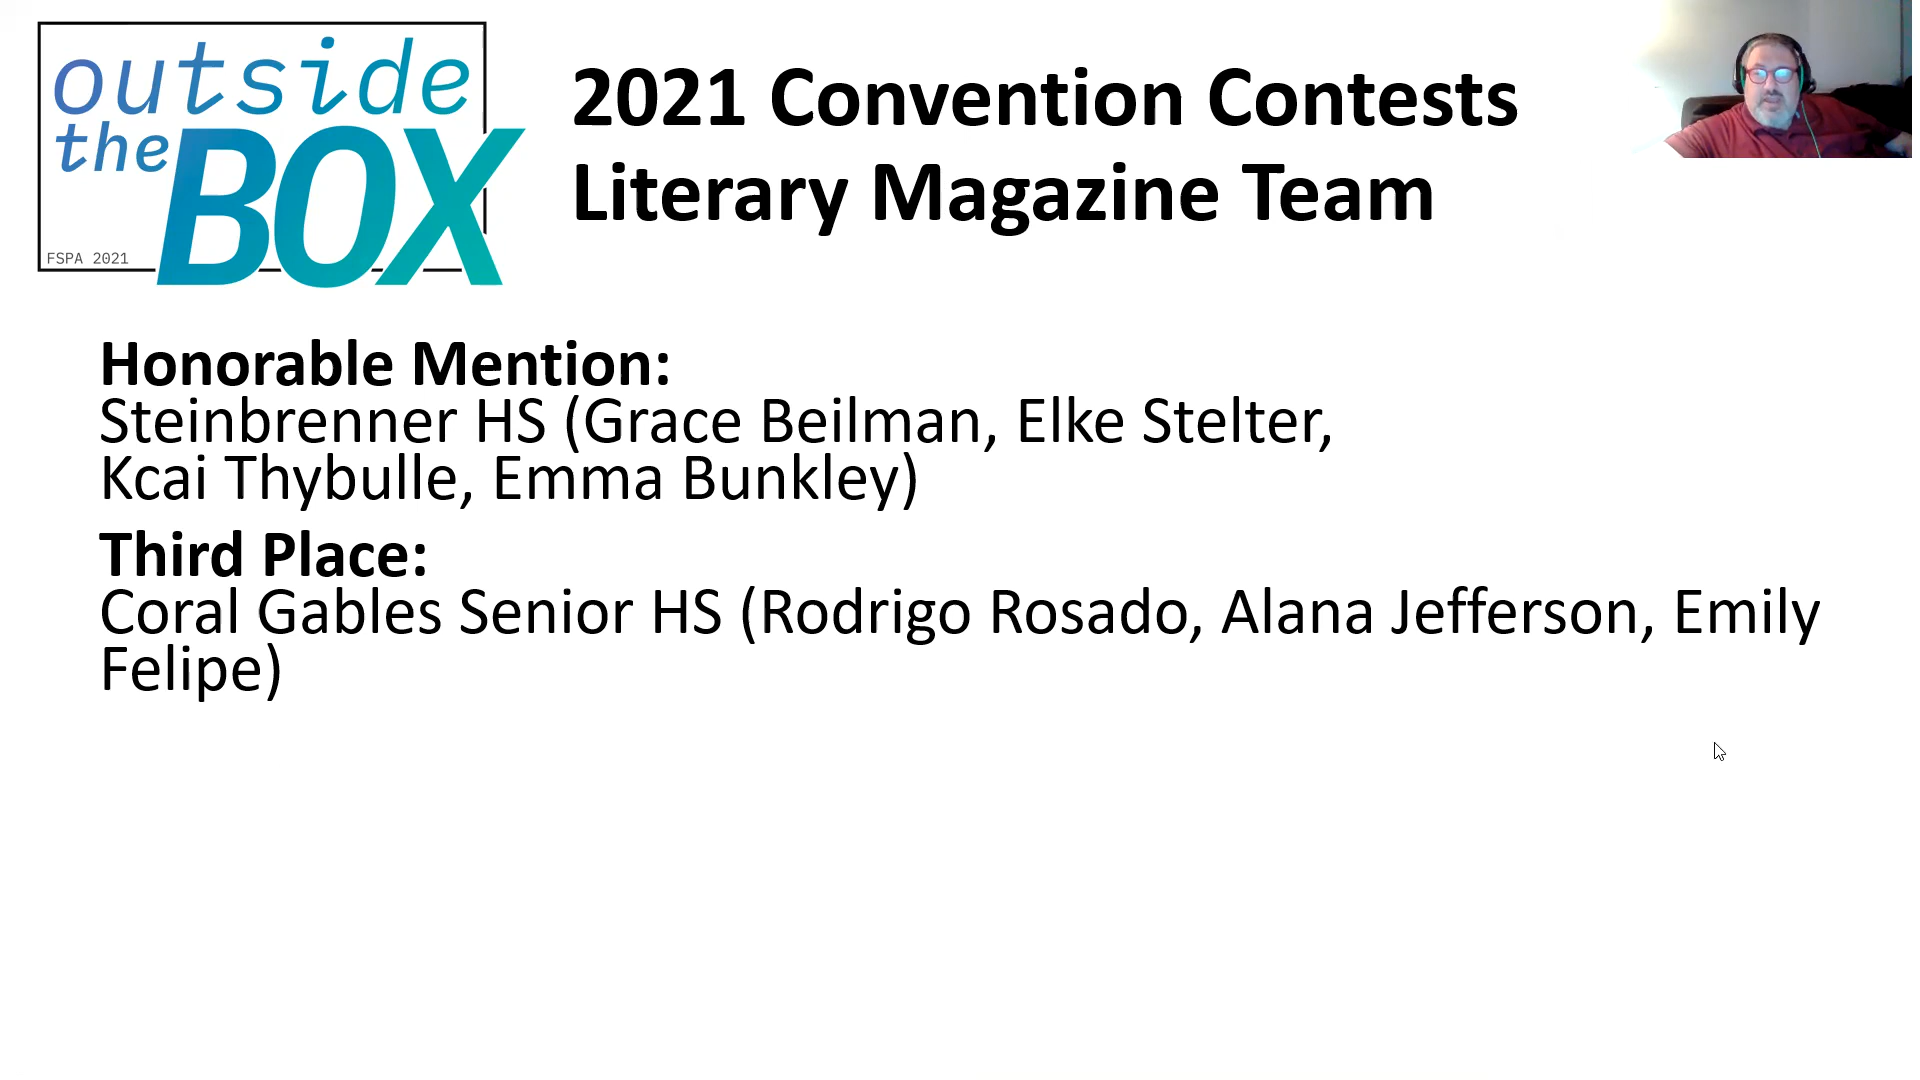 outside
the BOX
FSPA 2021
2021 Convention Contests
Literary Magazine Team
Honorable Mention:
Steinbrenner HS (Grace Beilman, Elke Stelter,
Kcai Thybulle, Emma Bunkley)
Third Place:
Coral Gables Senior HS (Rodrigo Rosado, Alana Jefferson, Emily
Felipe)